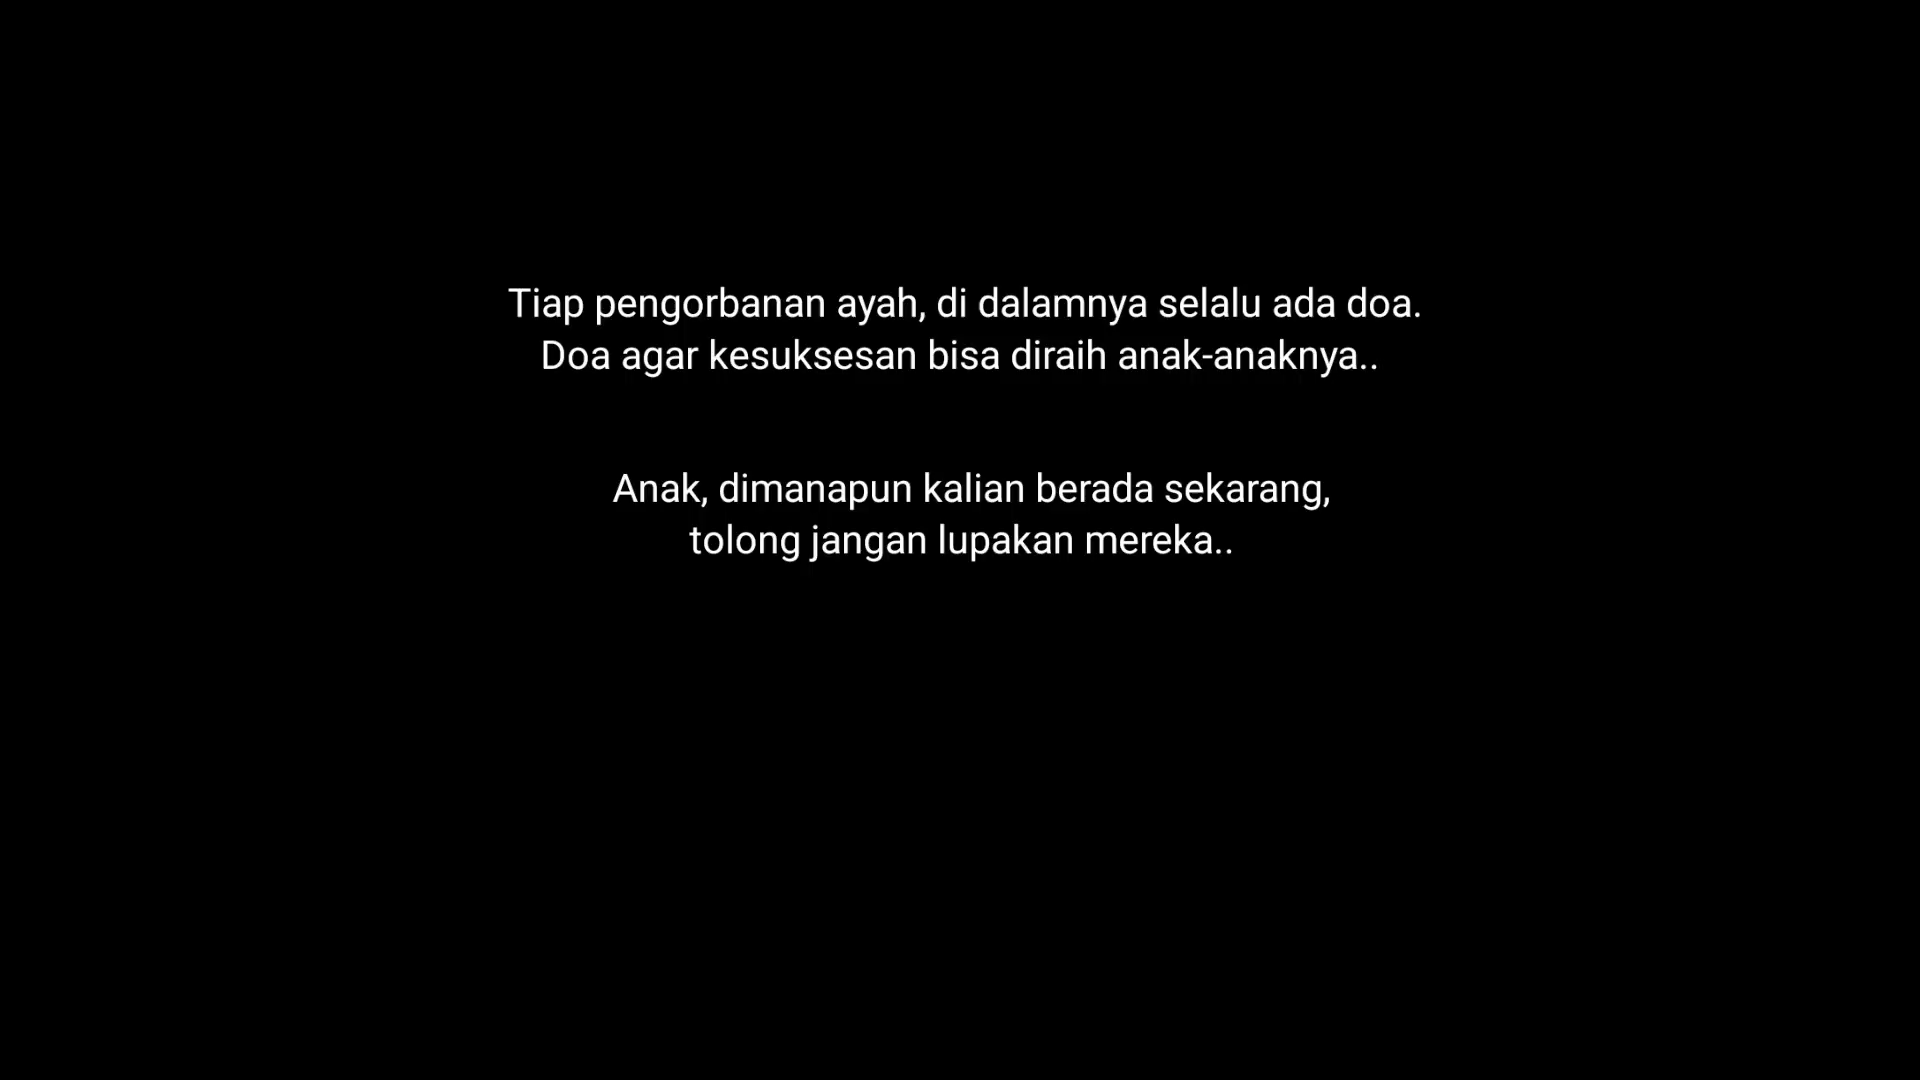 Tiap pengorbanan ayah, di dalamnya selalu ada doa.
Doa agar kesuksesan bisa diraih anak-anaknya..
Anak, dimanapun kalian berada sekarang,
tolong jangan lupakan mereka..